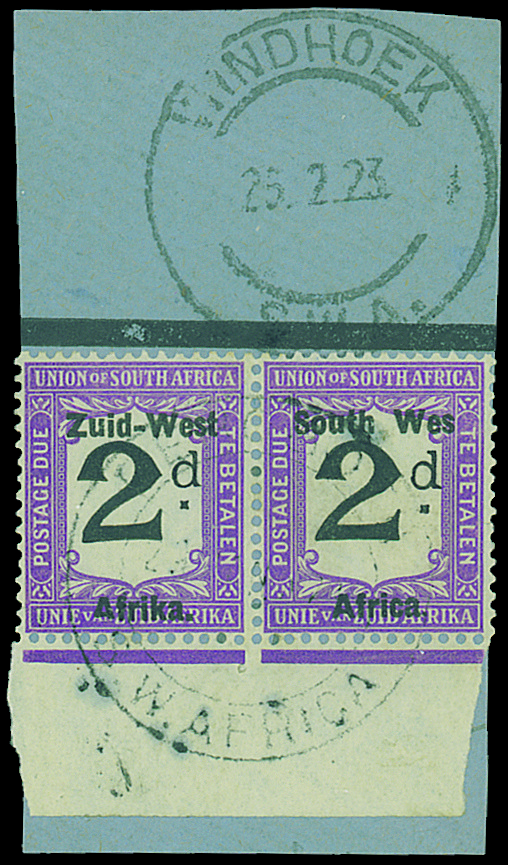 RINDHOEK
25.2.23
S.W.A.
UNION OF SOUTH AFRICA
Zuid-West
2d.
POSTAGE DUE
TE BETALEN
Afrika.
UNIE VAN ZUID AFRIKA
UNION OF SOUTH AFRICA
South Wes
2d.
POSTAGE DUE
TE BETALEN
Africa.
UNIE VAN ZUID AFRIKA
W. AFRICA